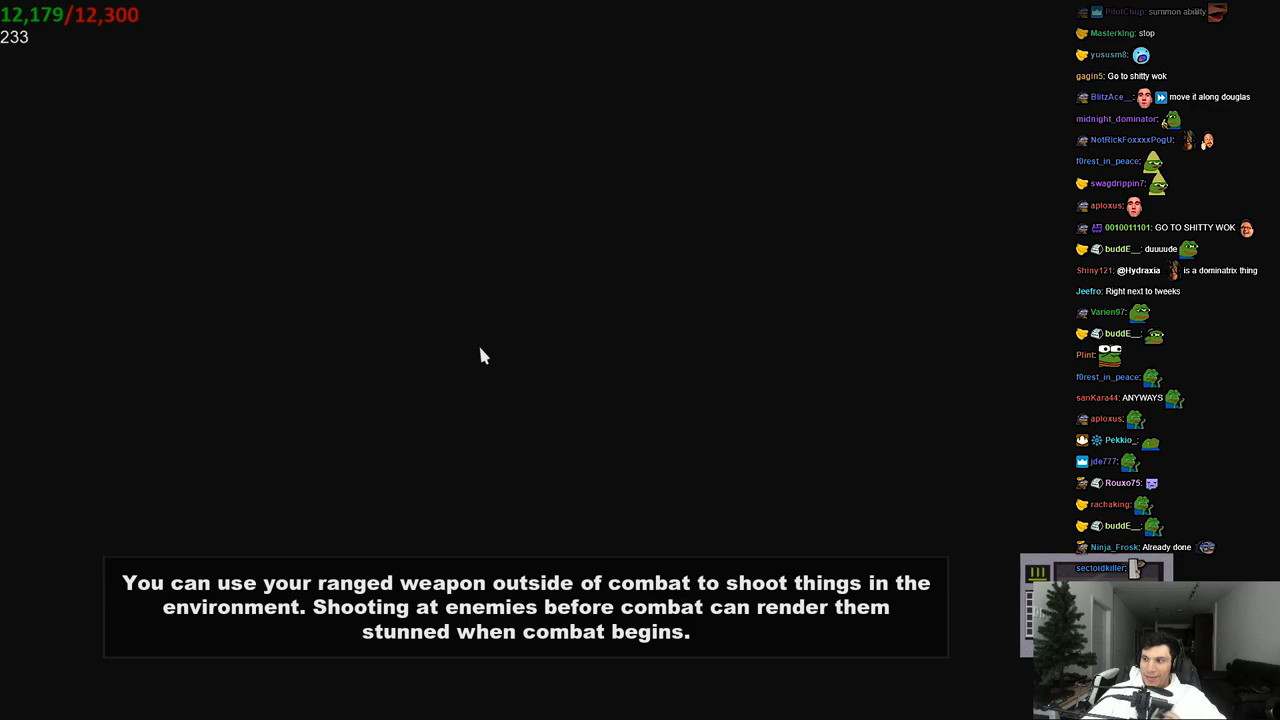 12,179/12,300
233
PilotChup: summon ability
Masterking: stop
yususm8:
gagin5: Go to shitty wok
BlitzAce__: move it along douglas
midnight_dominator:
NotRickFoxxxxPogU:
f0rest_in_peace:
swagdrippin7:
aploxus:
0010011101: GO TO SHITTY WOK
buddE__: duuuude
Shiny121: @Hydraxia is a dominatrix thing
Jeefro: Right next to tweeks
Varien97:
buddE__:
Plint:
f0rest_in_peace:
sanKara44: ANYWAYS
aploxus:
Pekkio_:
jde777:
Rouxo75:
rachaking:
buddE__:
Ninja_Frosk: Already done
sectoidkiller:
You can use your ranged weapon outside of combat to shoot things in the
environment. Shooting at enemies before combat can render them
stunned when combat begins.